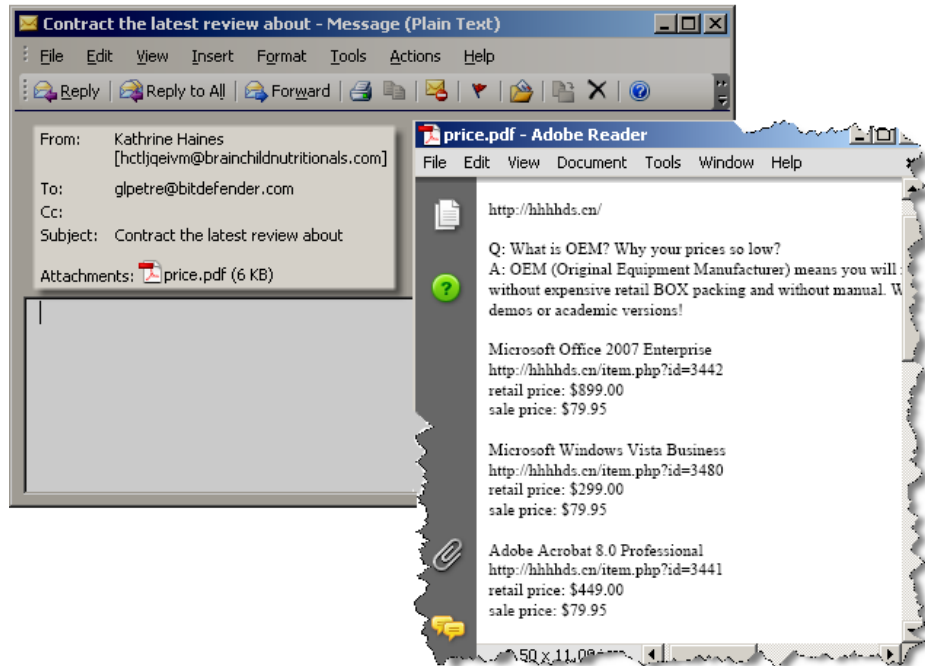 Contract the latest review about - Message (Plain Text)
File Edit View Insert Format Tools Actions Help
Reply Reply to All Forward
From: Kathrine Haines
[hctljqeivm@brainchildnutritionals.com]
To: glpetre@bitdefender.com
Cc:
Subject: Contract the latest review about
Attachments: price.pdf (6 KB)
price.pdf - Adobe Reader
File Edit View Document Tools Window Help
http://hhhhds.cn/
Q: What is OEM? Why your prices so low?
A: OEM (Original Equipment Manufacturer) means you will
without expensive retail BOX packing and without manual. W
demos or academic versions!
Microsoft Office 2007 Enterprise
http://hhhhds.cn/item.php?id=3442
retail price: $899.00
sale price: $79.95
Microsoft Windows Vista Business
http://hhhhds.cn/item.php?id=3480
retail price: $299.00
sale price: $79.95
Adobe Acrobat 8.0 Professional
http://hhhhds.cn/item.php?id=3441
retail price: $449.00
sale price: $79.95